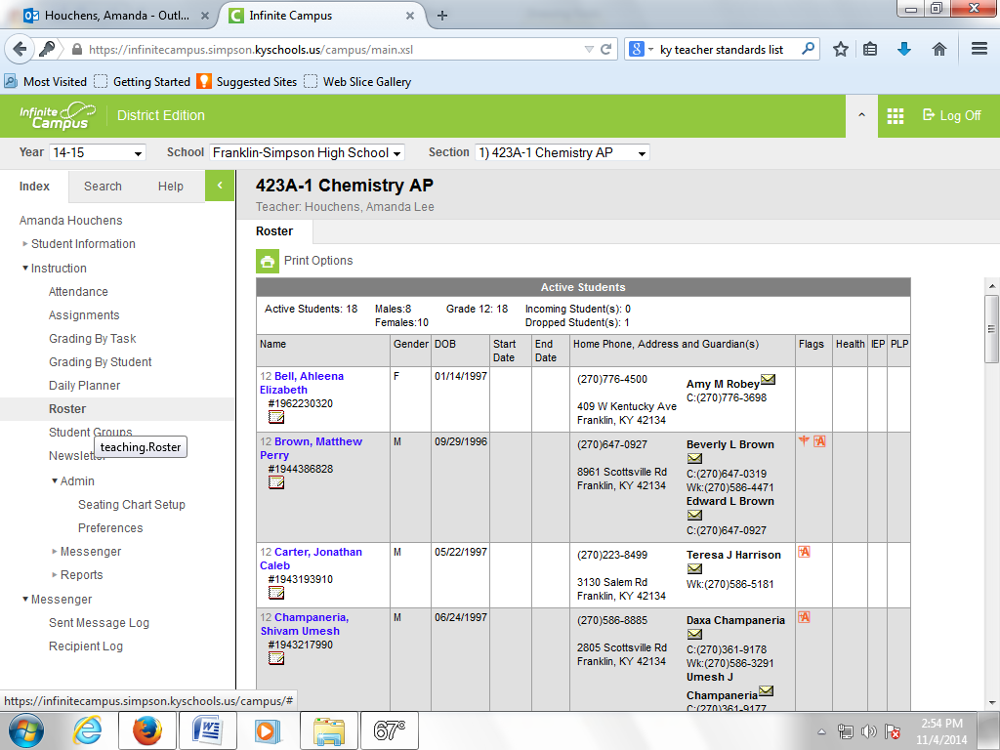 Houchens, Amanda - Outl...
Infinite Campus
https://infinitecampus.simpson.kyschools.us/campus/main.xsl
ky teacher standards list
Most Visited
Getting Started
Suggested Sites
Web Slice Gallery
Infinite Campus
District Edition
Log Off
Year 14-15
School Franklin-Simpson High School
Section 1) 423A-1 Chemistry AP
Index
Search
Help
Amanda Houchens
Student Information
Instruction
Attendance
Assignments
Grading By Task
Grading By Student
Daily Planner
Roster
Student Groups
teaching.Roster
Admin
Seating Chart Setup
Preferences
Messenger
Reports
Messenger
Sent Message Log
Recipient Log
423A-1 Chemistry AP
Teacher: Houchens, Amanda Lee
Roster
Print Options
Active Students
Active Students: 18 Males:8 Grade 12: 18 Incoming Student(s): 0
Females:10 Dropped Student(s): 1
Name Gender DOB Start Date End Date Home Phone, Address and Guardian(s) Flags Health IEP PLP
12 Bell, Ahleena
Elizabeth
#1962230320
F
01/14/1997
(270)776-4500
409 W Kentucky Ave
Franklin, KY 42134
Amy M Robey
C:(270)776-3698
12 Brown, Matthew
Perry
#1944386828
M
09/29/1996
(270)647-0927
8961 Scottsville Rd
Franklin, KY 42134
Beverly L Brown
C:(270)647-0319
Wk:(270)586-4471
Edward L Brown
C:(270)647-0927
12 Carter, Jonathan
Caleb
#1943193910
M
05/22/1997
(270)223-8499
3130 Salem Rd
Franklin, KY 42134
Teresa J Harrison
Wk:(270)586-5181
12 Champaneria,
Shivam Umesh
#1943217990
M
06/24/1997
(270)586-8885
2805 Scottsville Rd
Franklin, KY 42134
Daxa Champaneria
C:(270)361-9178
Wk:(270)586-3291
Umesh J
Champaneria
C:(270)361-9177
https://infinitecampus.simpson.kyschools.us/campus/#
67°
2:54 PM
11/4/2014